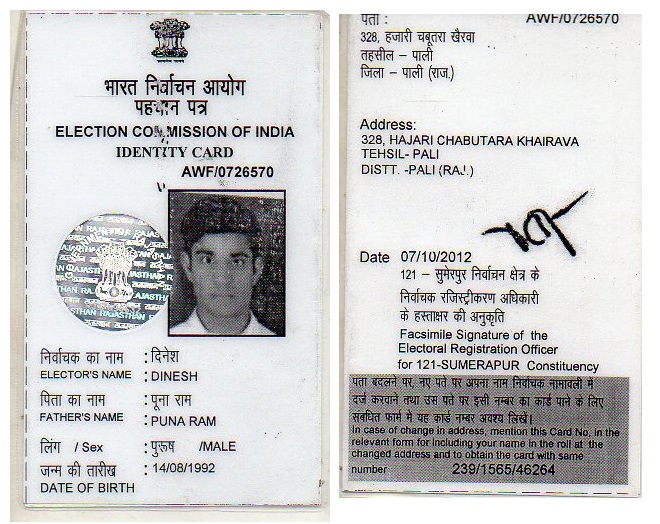 भारत निर्वाचन आयोग
पहचान पत्र
ELECTION COMMISSION OF INDIA
IDENTITY CARD
AWF/0726570
RAJASTHAN
निर्वाचक का नाम : दिनेश
ELECTOR'S NAME : DINESH
पिता का नाम : पूना राम
FATHER'S NAME : PUNA RAM
लिंग / Sex : पुरूष /MALE
जन्म की तारीख : 14/08/1992
DATE OF BIRTH
पता : AWF/0726570
328, हजारी चबूतरा खैरवा
तहसील – पाली
जिला – पाली (राज.)
Address:
328, HAJARI CHABUTARA KHAIRAVA
TEHSIL- PALI
DISTT. -PALI (RAJ.)
Date 07/10/2012
121 – सुमेरपुर निर्वाचन क्षेत्र के
निर्वाचक रजिस्ट्रीकरण अधिकारी
के हस्ताक्षर की अनुकृति
Facsimile Signature of the
Electoral Registration Officer
for 121-SUMERAPUR Constituency
पता बदलने पर, नए पते पर अपना नाम निर्वाचक नामावली में
दर्ज करवाने तथा उस पते पर इसी नम्बर का कार्ड पाने के लिए
संबधित फार्म में यह कार्ड नम्बर अवश्य लिखें।
In case of change in address, mention this Card No, in the
relevant form for including your name in the roll at the
changed address and to obtain the card with same
number 239/1565/46264